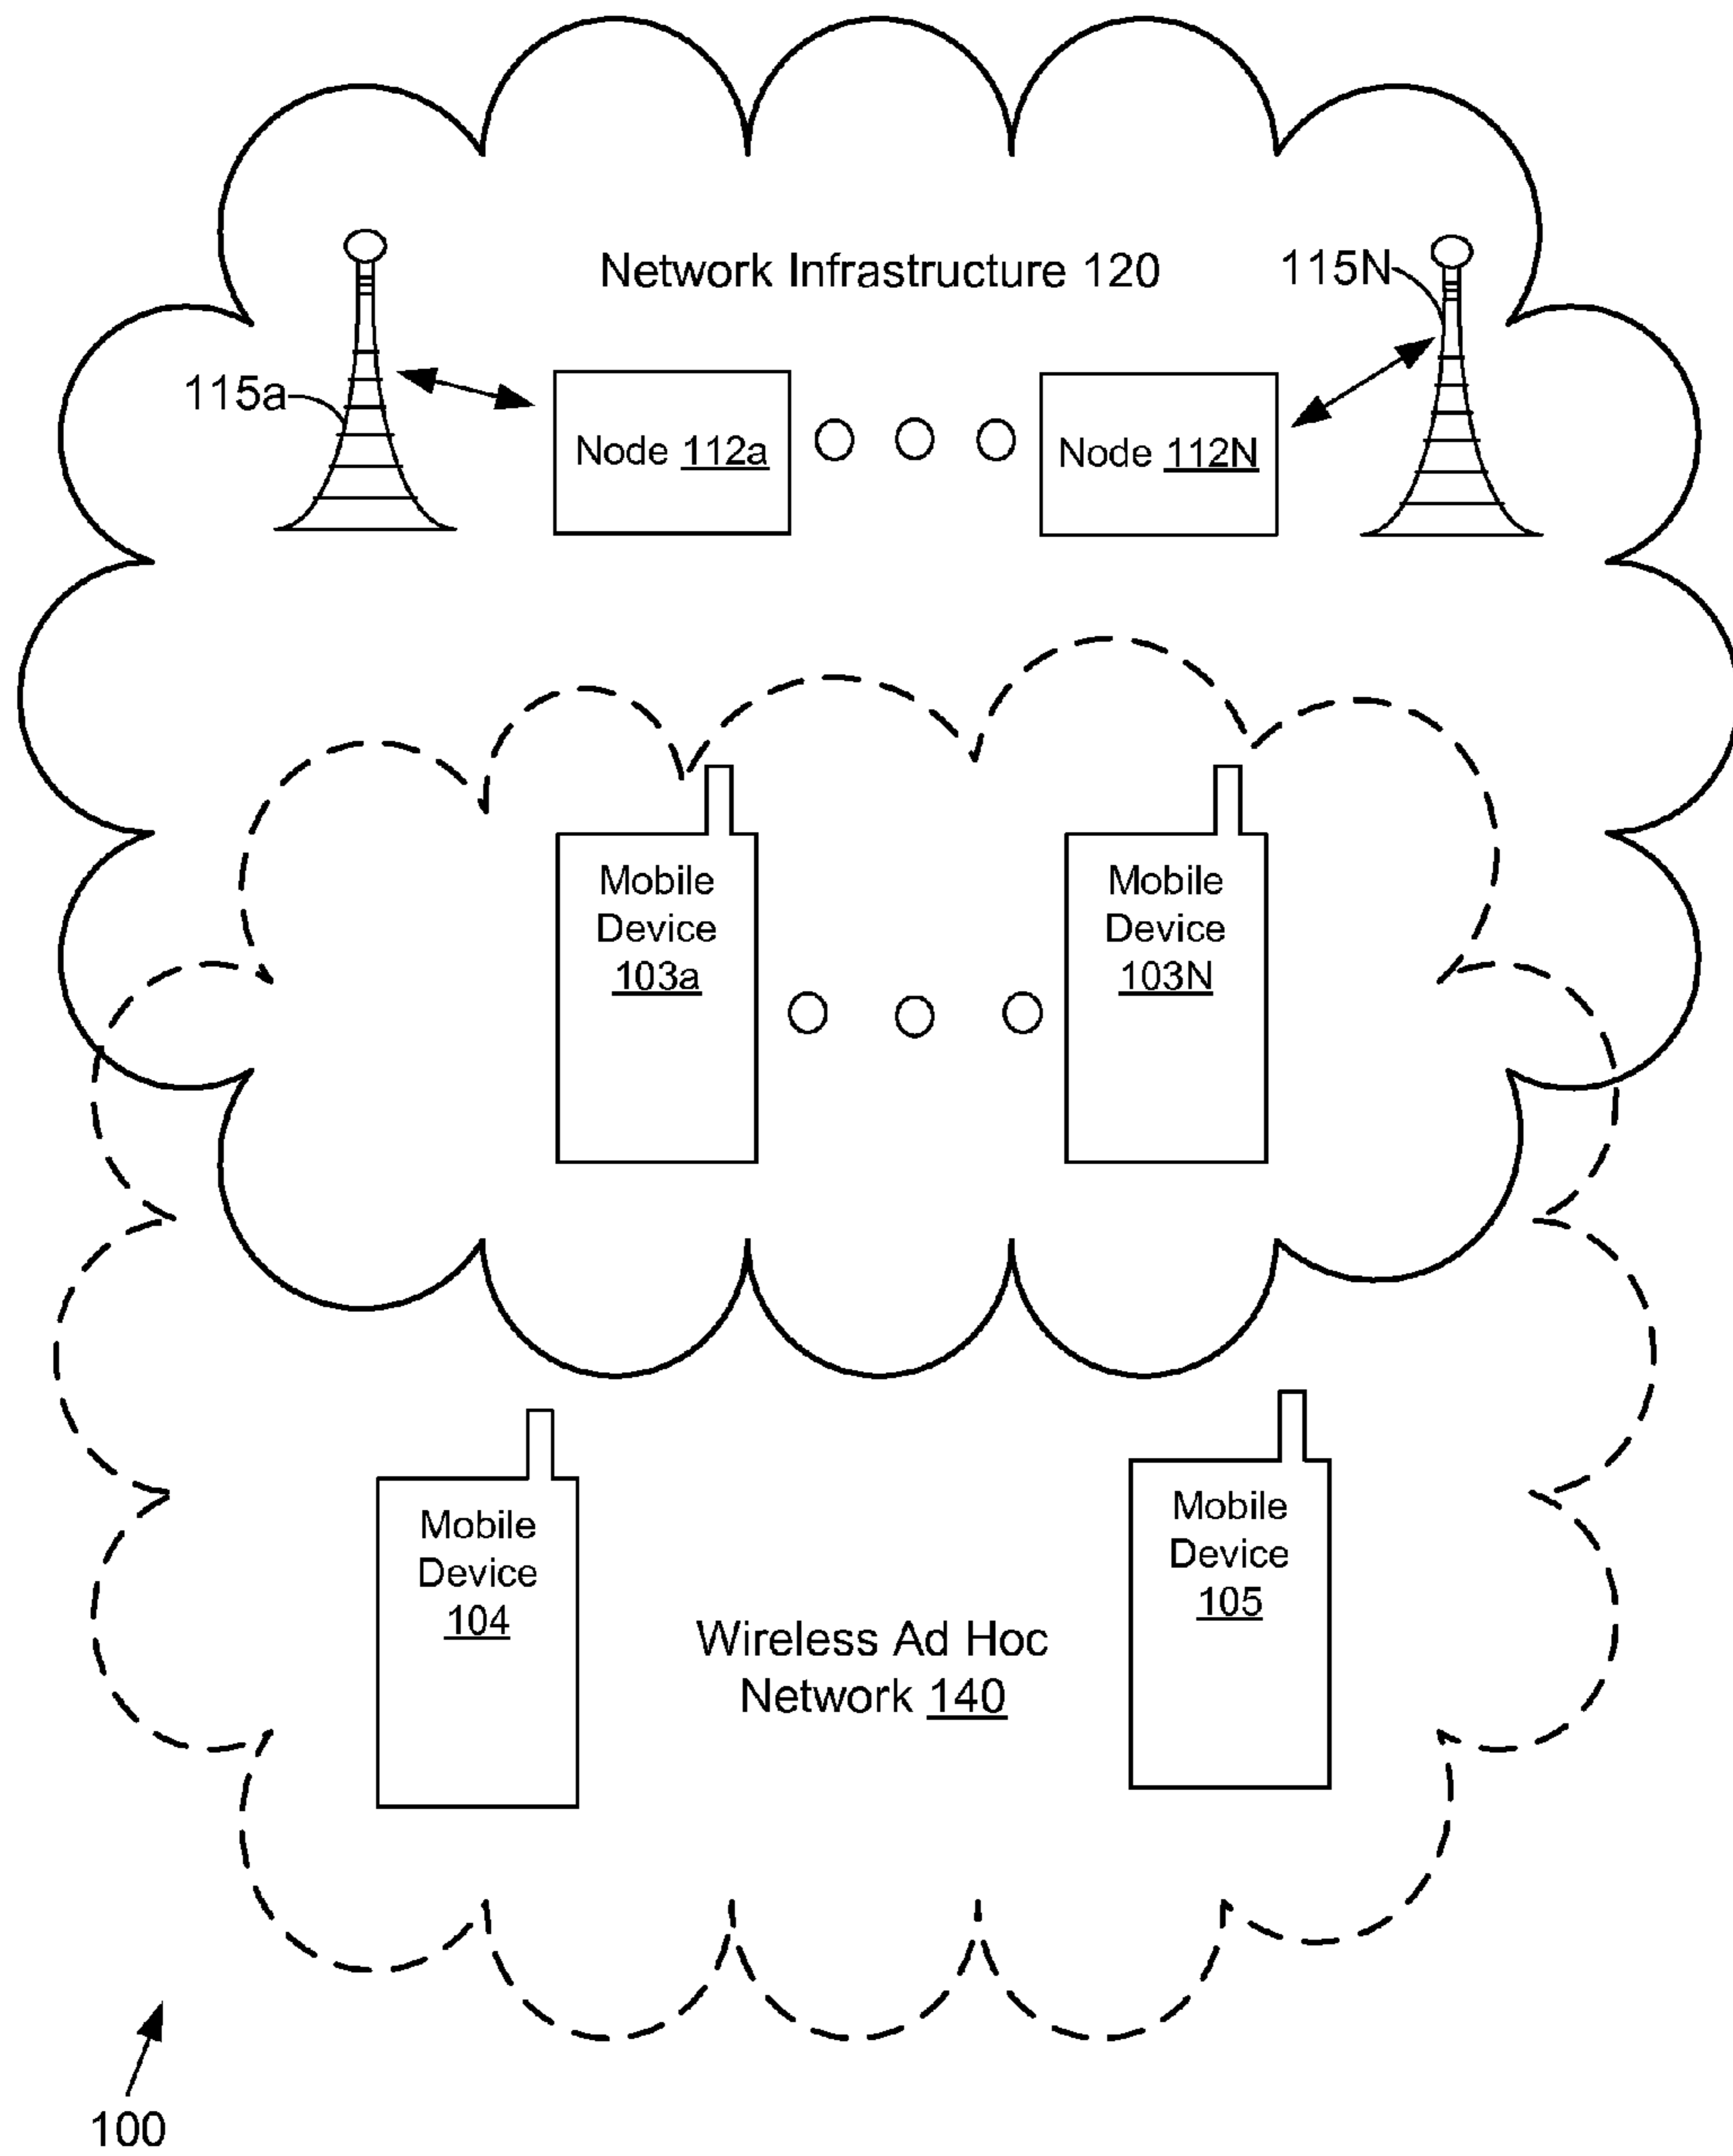 Network Infrastructure 120
115N
115a
Node 112a
Node 112N
Mobile
Device
103a
Mobile
Device
103N
Mobile
Device
104
Mobile
Device
105
Wireless Ad Hoc
Network 140
100